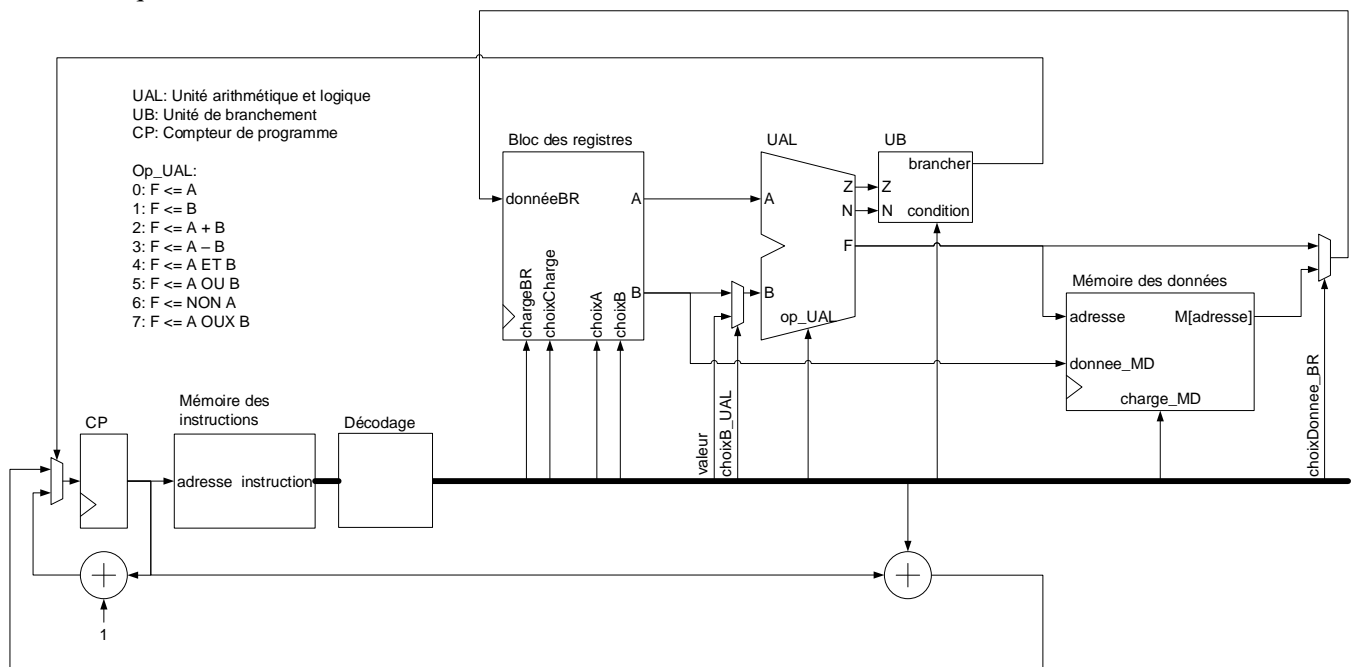 UAL: Unité arithmétique et logique
UB: Unité de branchement
CP: Compteur de programme
Op_UAL:
0: F <= A
1: F <= B
2: F <= A + B
3: F <= A – B
4: F <= A ET B
5: F <= A OU B
6: F <= NON A
7: F <= A OUX B
Bloc des registres
donnéeBR
A
B
chargeBR
choixCharge
choixA
choixB
UAL
A
B
Z
N
F
op_UAL
UB
brancher
Z
N
condition
Mémoire des données
adresse
M[adresse]
donnee_MD
charge_MD
valeur
choixB_UAL
choixDonnee_BR
CP
Mémoire des
instructions
adresse instruction
Décodage
1